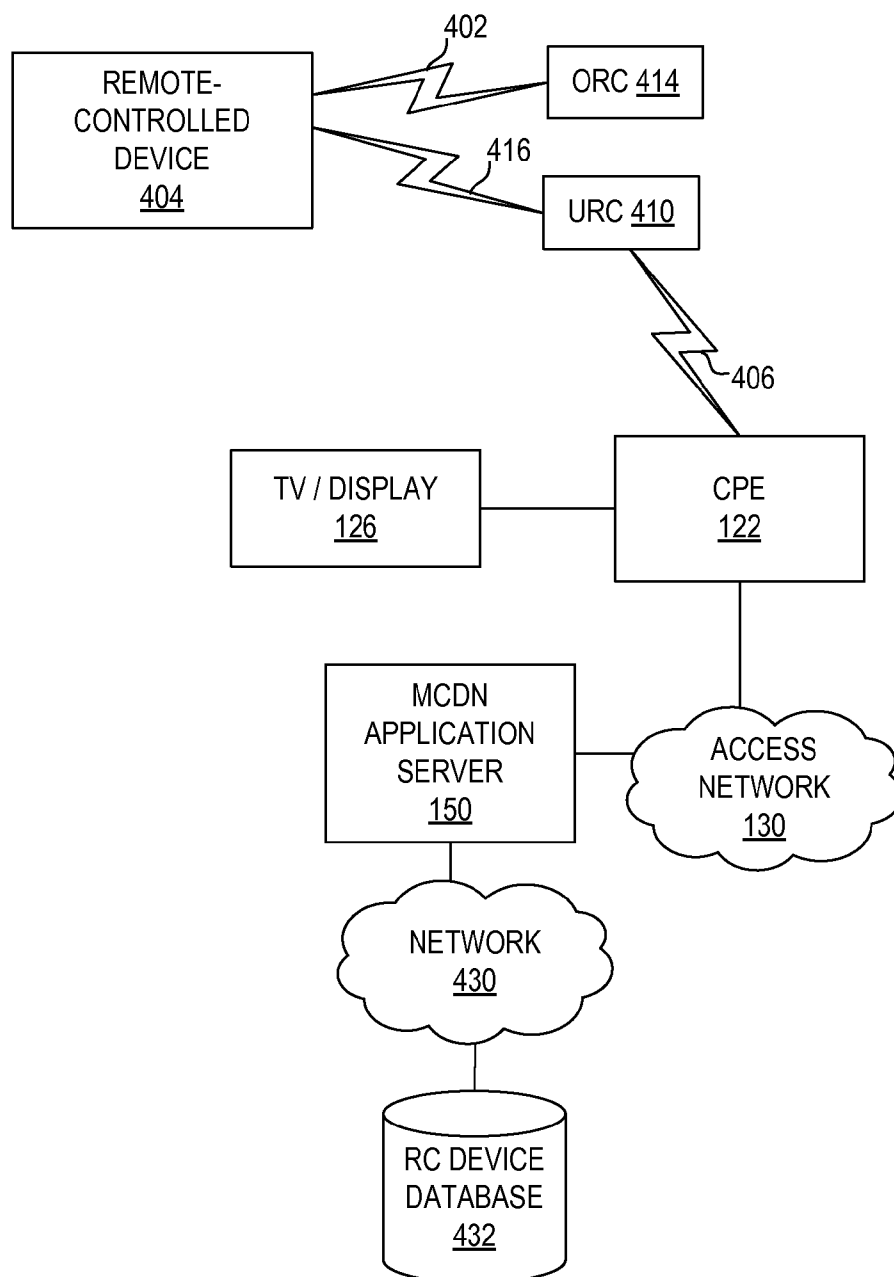 402
REMOTE-
CONTROLLED
DEVICE
404
ORC 414
416
URC 410
406
TV / DISPLAY
126
CPE
122
MCDN
APPLICATION
SERVER
150
ACCESS
NETWORK
130
NETWORK
430
RC DEVICE
DATABASE
432